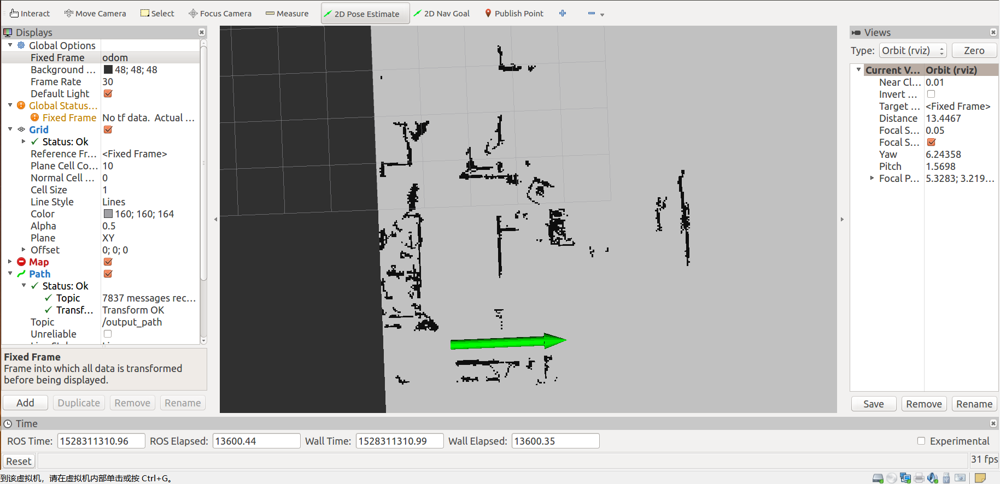 Interact Move Camera Select Focus Camera Measure 2D Pose Estimate 2D Nav Goal Publish Point
Displays
Global Options
Fixed Frame odom
Background ... 48; 48; 48
Frame Rate 30
Default Light
Global Status...
Fixed Frame No tf data. Actual ...
Grid
Status: Ok
Reference Fr... <Fixed Frame>
Plane Cell Co... 10
Normal Cell ... 0
Cell Size 1
Line Style Lines
Color 160; 160; 164
Alpha 0.5
Plane XY
Offset 0; 0; 0
Map
Path
Status: Ok
Topic 7837 messages rec...
Transf... Transform OK
Topic /output_path
Unreliable
Fixed Frame
Frame into which all data is transformed
before being displayed.
Add Duplicate Remove Rename
Views
Type: Orbit (rviz) Zero
Current V... Orbit (rviz)
Near Cl... 0.01
Invert ...
Target ... <Fixed Frame>
Distance 13.4467
Focal S... 0.05
Focal S...
Yaw 6.24358
Pitch 1.5698
Focal P... 5.3283; 3.219...
Save Remove Rename
Time
ROS Time: 1528311310.96 ROS Elapsed: 13600.44 Wall Time: 1528311310.99 Wall Elapsed: 13600.35 Experimental
Reset 31 fps
到该虚拟机，请在虚拟机内部单击或按 Ctrl+G。